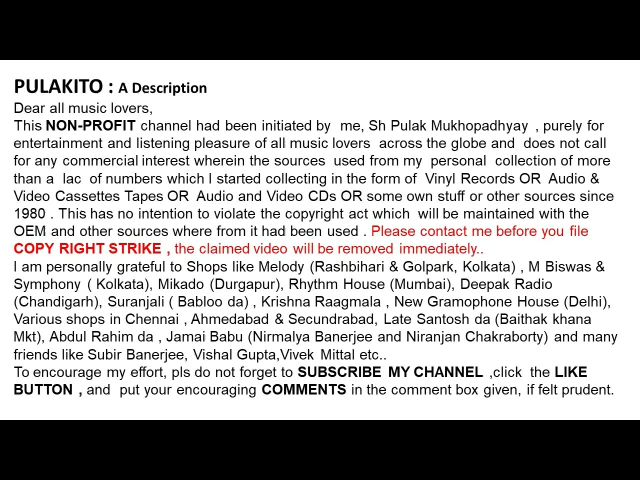 PULAKITO : A Description
Dear all music lovers,
This NON-PROFIT channel had been initiated by me, Sh Pulak Mukhopadhyay , purely for
entertainment and listening pleasure of all music lovers across the globe and does not call
for any commercial interest wherein the sources used from my personal collection of more
than a lac of numbers which I started collecting in the form of Vinyl Records OR Audio &
Video Cassettes Tapes OR Audio and Video CDs OR some own stuff or other sources since
1980 . This has no intention to violate the copyright act which will be maintained with the
OEM and other sources where from it had been used . Please contact me before you file
COPY RIGHT STRIKE , the claimed video will be removed immediately..
I am personally grateful to Shops like Melody (Rashbihari & Golpark, Kolkata) , M Biswas &
Symphony ( Kolkata), Mikado (Durgapur), Rhythm House (Mumbai), Deepak Radio
(Chandigarh), Suranjali ( Babloo da) , Krishna Raagmala , New Gramophone House (Delhi),
Various shops in Chennai , Ahmedabad & Secundrabad, Late Santosh da (Baithak khana
Mkt), Abdul Rahim da , Jamai Babu (Nirmalya Banerjee and Niranjan Chakraborty) and many
friends like Subir Banerjee, Vishal Gupta,Vivek Mittal etc..
To encourage my effort, pls do not forget to SUBSCRIBE MY CHANNEL ,click the LIKE
BUTTON , and put your encouraging COMMENTS in the comment box given, if felt prudent.